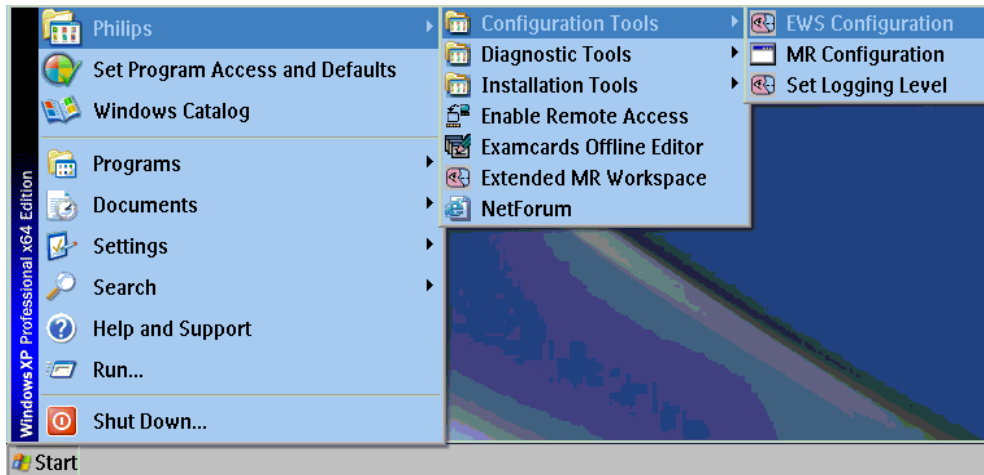 Philips
Set Program Access and Defaults
Windows Catalog
Programs
Documents
Settings
Search
Help and Support
Run...
Shut Down...
Windows XP Professional x64 Edition
Start
Configuration Tools
Diagnostic Tools
Installation Tools
Enable Remote Access
Examcards Offline Editor
Extended MR Workspace
NetForum
EWS Configuration
MR Configuration
Set Logging Level